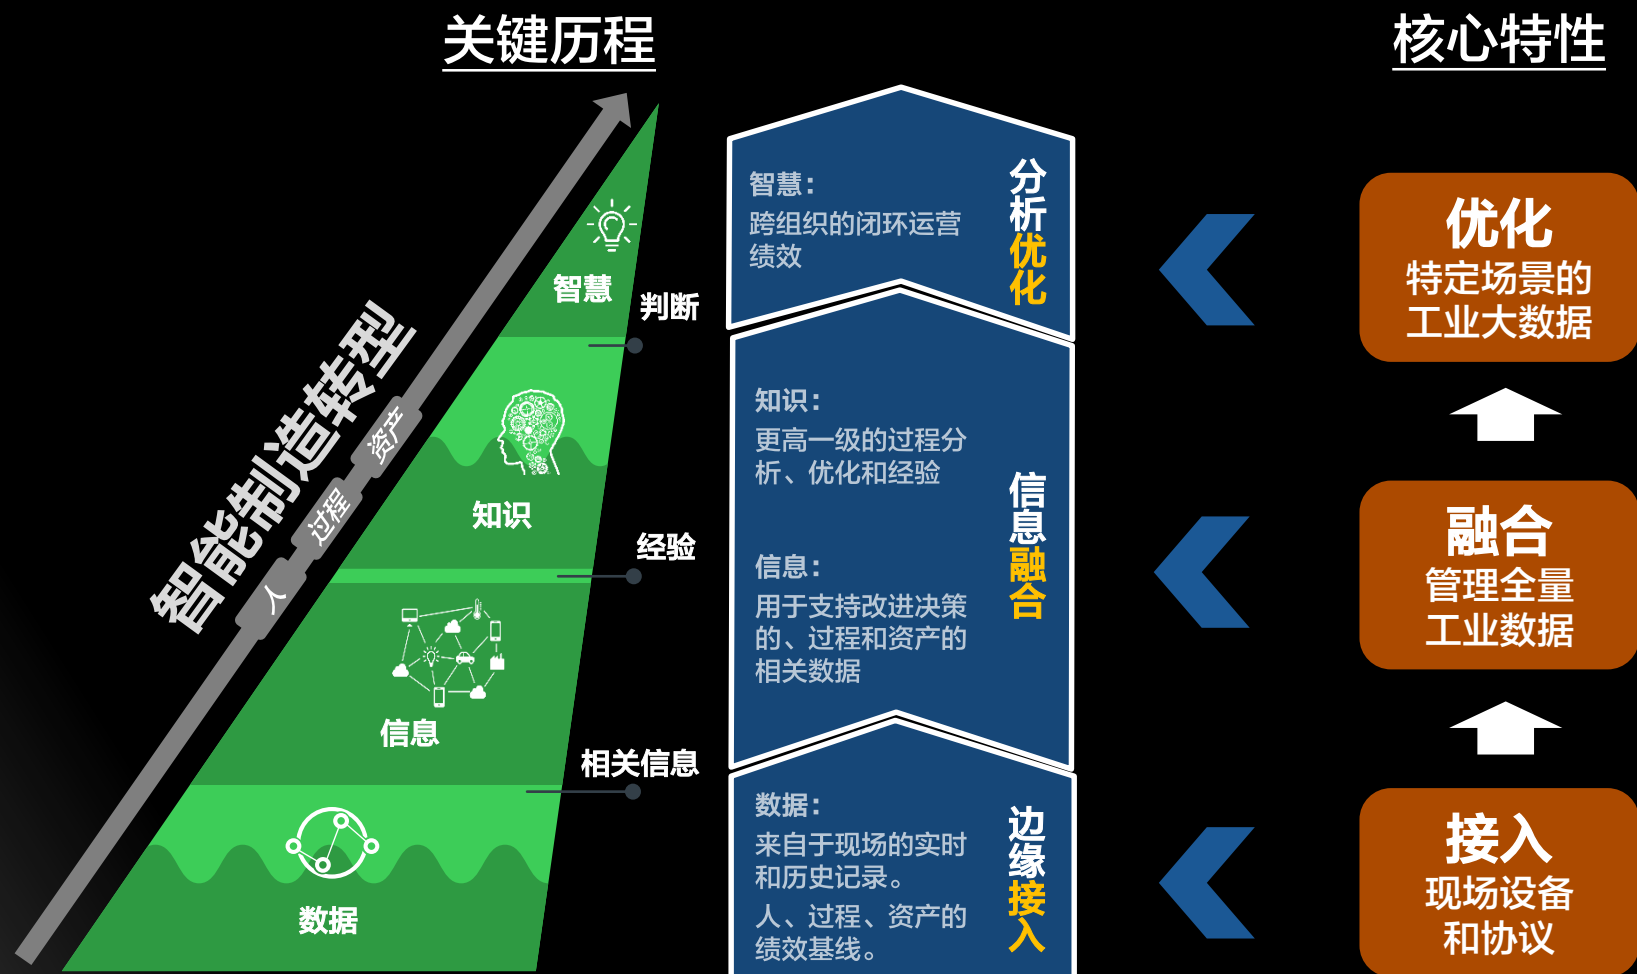 关键历程
核心特性
智能制造转型
人
过程
资产
智慧
判断
知识
经验
信息
相关信息
数据
智慧：
跨组织的闭环运营
绩效
分析优化
知识：
更高一级的过程分
析、优化和经验
信息：
用于支持改进决策
的、过程和资产的
相关数据
信息融合
数据：
来自于现场的实时
和历史记录。
人、过程、资产的
绩效基线。
边缘接入
优化
特定场景的
工业大数据
融合
管理全量
工业数据
接入
现场设备
和协议